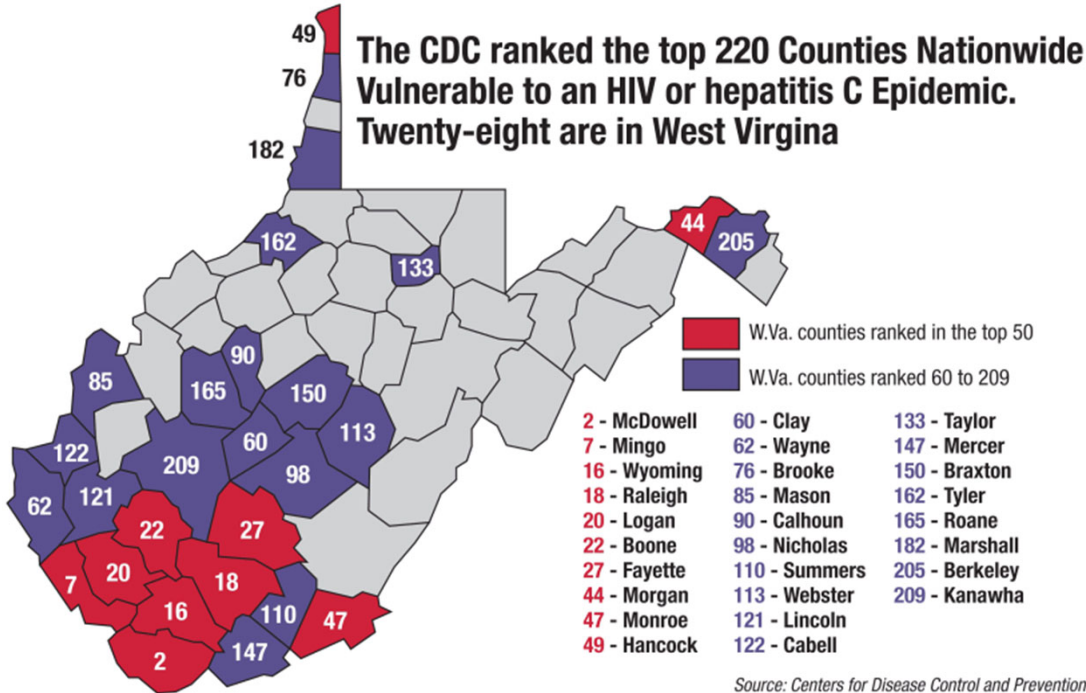 The CDC ranked the top 220 Counties Nationwide
Vulnerable to an HIV or hepatitis C Epidemic.
Twenty-eight are in West Virgina
49
76
182
162
133
44
205
90
85
165
150
122
60
113
209
98
62
121
22
27
7
20
18
16
110
47
2
147
W.Va. counties ranked in the top 50
W.Va. counties ranked 60 to 209
2 - McDowell
7 - Mingo
16 - Wyoming
18 - Raleigh
20 - Logan
22 - Boone
27 - Fayette
44 - Morgan
47 - Monroe
49 - Hancock
60 - Clay
62 - Wayne
76 - Brooke
85 - Mason
90 - Calhoun
98 - Nicholas
110 - Summers
113 - Webster
121 - Lincoln
122 - Cabell
133 - Taylor
147 - Mercer
150 - Braxton
162 - Tyler
165 - Roane
182 - Marshall
205 - Berkeley
209 - Kanawha
Source: Centers for Disease Control and Prevention